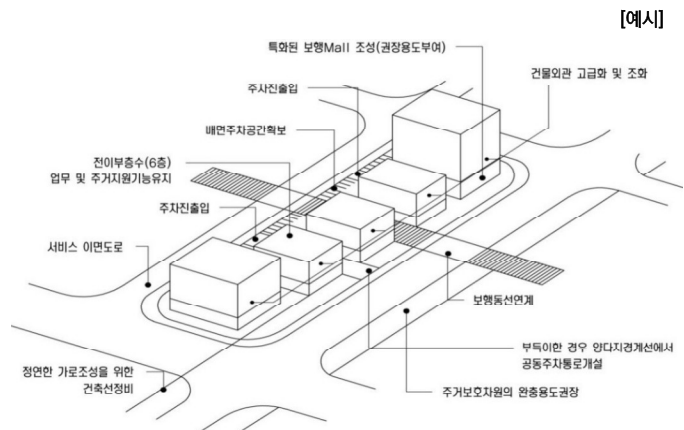 [예시]
특화된 보행Mall 조성(권장용도부여)
건물외관 고급화 및 조화
주차진출입
배면주차공간확보
전이부층수(6층)
업무 및 주거지원기능유지
주차진출입
서비스 이면도로
보행동선연계
부득이한 경우 양다지경계선에서
공동주차통로개설
정연한 가로조성을 위한
건축선정비
주거보호차원의 완충용도권장